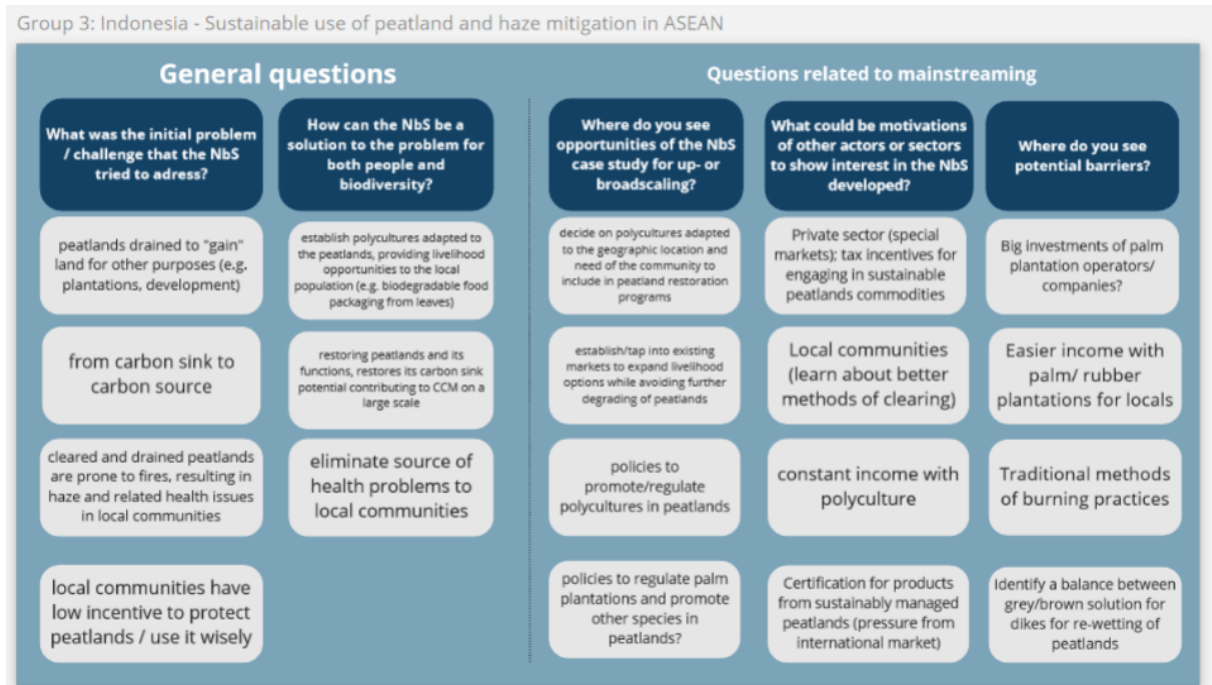 Group 3: Indonesia - Sustainable use of peatland and haze mitigation in ASEAN
General questions
What was the initial problem
/ challenge that the NbS
tried to adress?
peatlands drained to "gain"
land for other purposes (e.g.
plantations, development)
from carbon sink to
carbon source
cleared and drained peatlands
are prone to fires, resulting in
haze and related health issues
in local communities
local communities have
low incentive to protect
peatlands / use it wisely
How can the NbS be a
solution to the problem for
both people and
biodiversity?
establish polycultures adapted to
the peatlands, providing livelihood
opportunities to the local
population (e.g. biodegradable food
packaging from leaves)
restoring peatlands and its
functions, restores its carbon sink
potential contributing to CCM on a
large scale
eliminate source of
health problems to
local communities
Questions related to mainstreaming
Where do you see
opportunities of the NbS
case study for up- or
broadscaling?
decide on polycultures adapted
to the geographic location and
need of the community to
include in peatland restoration
programs
establish/tap into existing
markets to expand livelihood
options while avoiding further
degrading of peatlands
policies to
promote/regulate
polycultures in peatlands
policies to regulate palm
plantations and promote
other species in
peatlands?
What could be motivations
of other actors or sectors
to show interest in the NbS
developed?
Private sector (special
markets); tax incentives for
engaging in sustainable
peatlands commodities
Local communities
(learn about better
methods of clearing)
constant income with
polyculture
Certification for products
from sustainably managed
peatlands (pressure from
international market)
Where do you see
potential barriers?
Big investments of palm
plantation operators/
companies?
Easier income with
palm/ rubber
plantations for locals
Traditional methods
of burning practices
Identify a balance between
grey/brown solution for
dikes for re-wetting of
peatlands